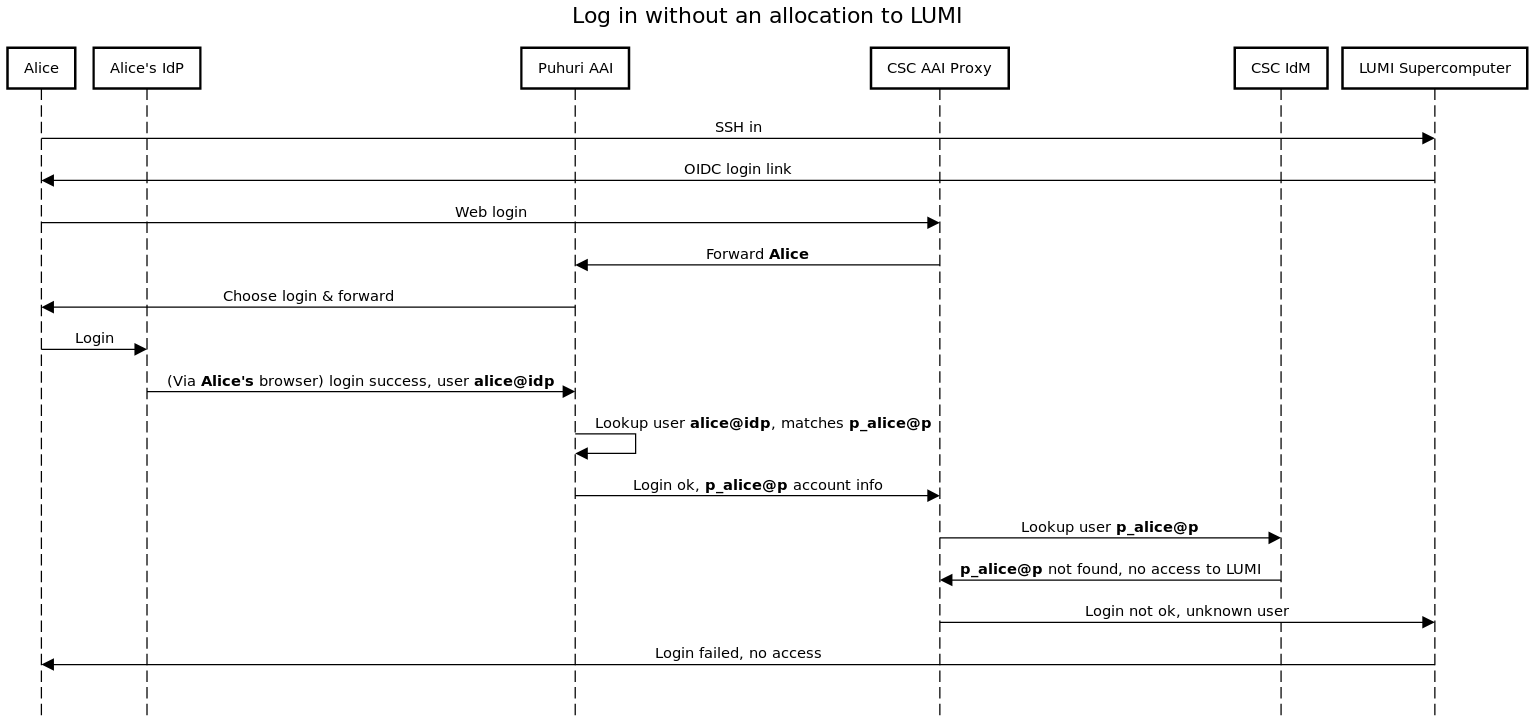 Log in without an allocation to LUMI
Alice
Alice's IdP
Puhuri AAI
CSC AAI Proxy
CSC IdM
LUMI Supercomputer
SSH in
OIDC login link
Web login
Forward Alice
Choose login & forward
Login
(Via Alice's browser) login success, user alice@idp
Lookup user alice@idp, matches p_alice@p
Login ok, p_alice@p account info
Lookup user p_alice@p
p_alice@p not found, no access to LUMI
Login not ok, unknown user
Login failed, no access